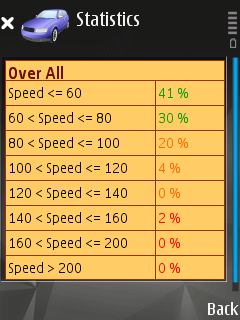 Statistics
Over All
Speed <= 60 41 %
60 < Speed <= 80 30 %
80 < Speed <= 100 20 %
100 < Speed <= 120 4 %
120 < Speed <= 140 0 %
140 < Speed <= 160 2 %
160 < Speed <= 200 0 %
Speed > 200 0 %
Back